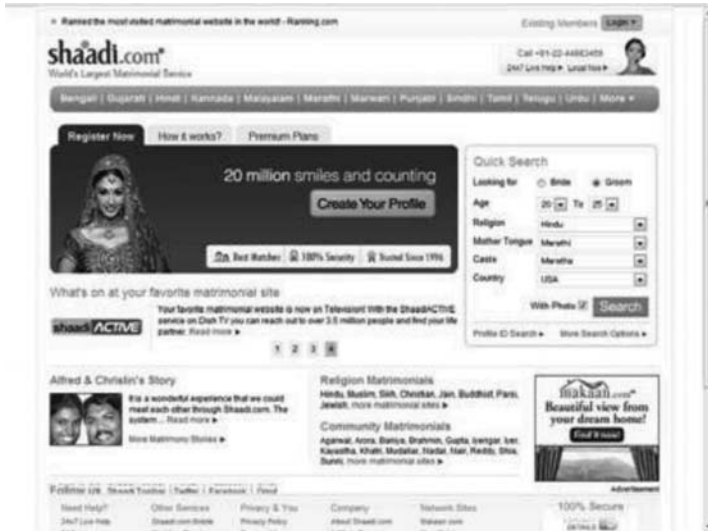 Ranked the most visited matrimonial website in the world! - Ranning.com
Existing Members Login
shaadi.com
World's Largest Matrimonial Service
Call +91-22-
24x7 Live Help Local Nos
Bengali | Gujarati | Hindi | Kannada | Malayalam | Marathi | Marwari | Punjabi | Sindhi | Tamil | Telugu | Urdu | More
Register Now How it works? Premium Plans
20 million smiles and counting
Create Your Profile
Best Matches 100% Security Trusted Since 1996
Quick Search
Looking for Bride Groom
Age 20 To 25
Religion Hindu
Mother Tongue Marathi
Caste Maratha
Country USA
With Photo Search
Profile ID Search More Search Options
What's on at your favorite matrimonial site
shaadi ACTIVE
Your favorite matrimonial website is now on Television! With the ShaadiACTIVE
service on Dish TV you can reach out to over 3.5 million people and find your life
partner. Read more
1 2 3 4
Alfred & Christin's Story
It is a wonderful experience that we could
meet each other through Shaadi.com. The
system... Read more
More Matrimony Stories
Religion Matrimonials
Hindu, Muslim, Sikh, Christian, Jain, Buddhist, Parsi,
Jewish, more matrimonial sites
Community Matrimonials
Agarwal, Arora, Baniya, Brahmin, Gupta, Iyengar, Iyer,
Kayastha, Khatri, Mudaliar, Nadar, Nair, Reddy, Shia,
Sunni, more matrimonial sites
makaan.com
Beautiful view from
your dream home!
Find it now!
Advertisement
Follow us Shaadi Toolbar | Twitter | Facebook |
Need Help? Other Services Privacy & You Company Network Sites 100% Secure
24x7 Live Help Shaadi.com Mobile Privacy Policy About Shaadi.com Makaan.com
DETAILS